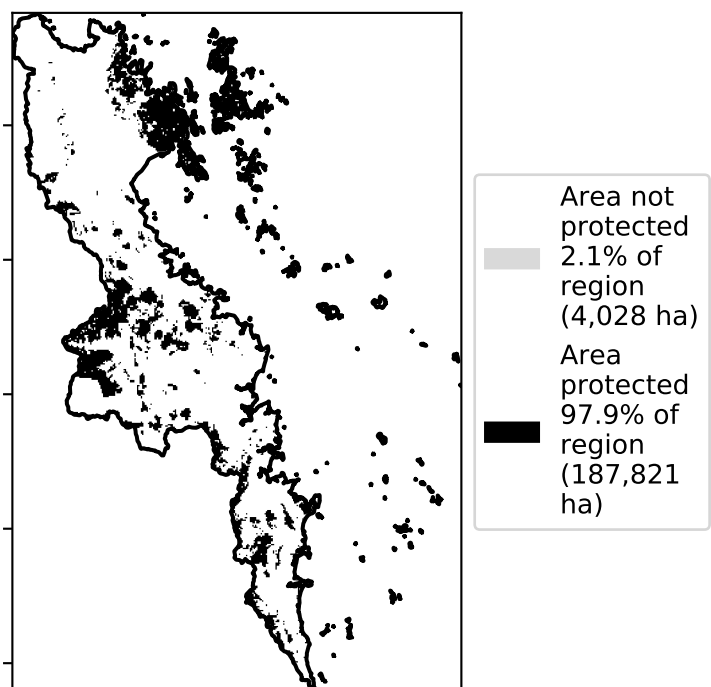 Area not
protected
2.1% of
region
(4,028 ha)
Area
protected
97.9% of
region
(187,821
ha)